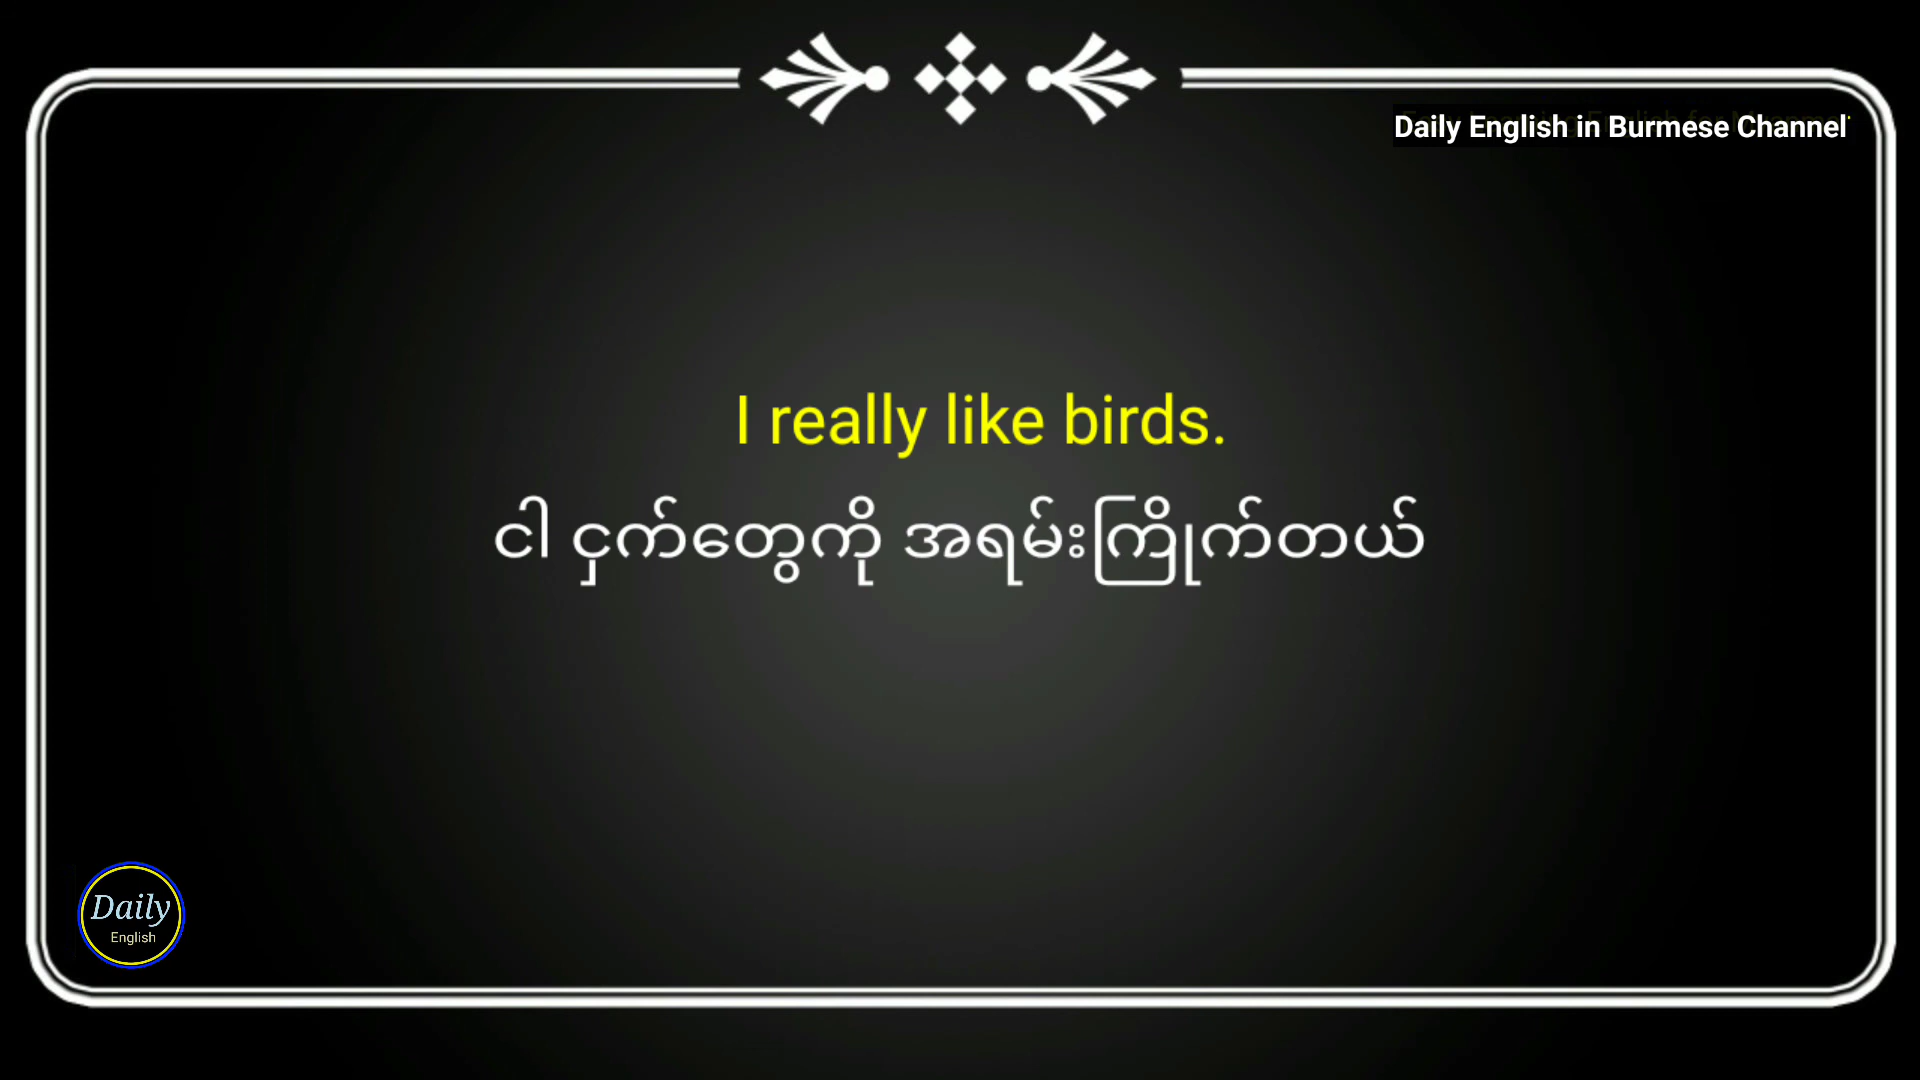 Daily English in Burmese Channel
I really like birds.
ငါ ငှက်တွေကို အရမ်းကြိုက်တယ်
Daily
English